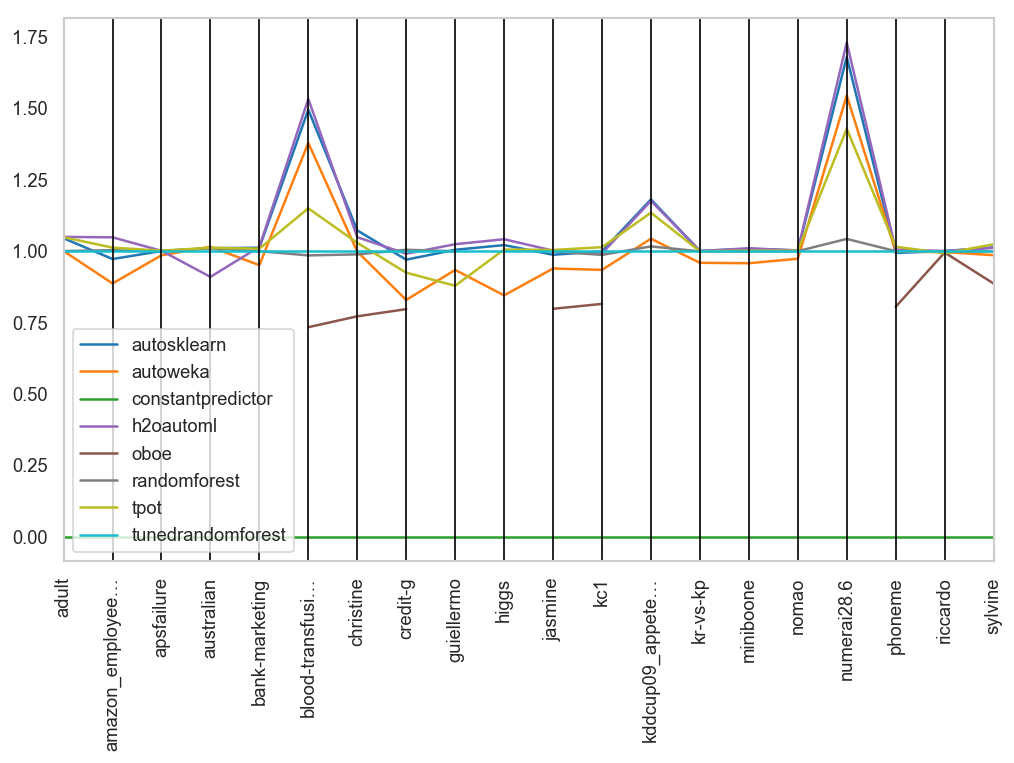 1.75
1.50
1.25
1.00
0.75
0.50
0.25
0.00
autosklearn
autoweka
constantpredictor
h2oautoml
oboe
randomforest
tpot
tunedrandomforest
adult
amazon_employee…
apsfailure
australian
bank-marketing
blood-transfusi…
christine
credit-g
guiellermo
higgs
jasmine
kc1
kddcup09_appete…
kr-vs-kp
miniboone
nomao
numerai28.6
phoneme
riccardo
sylvine